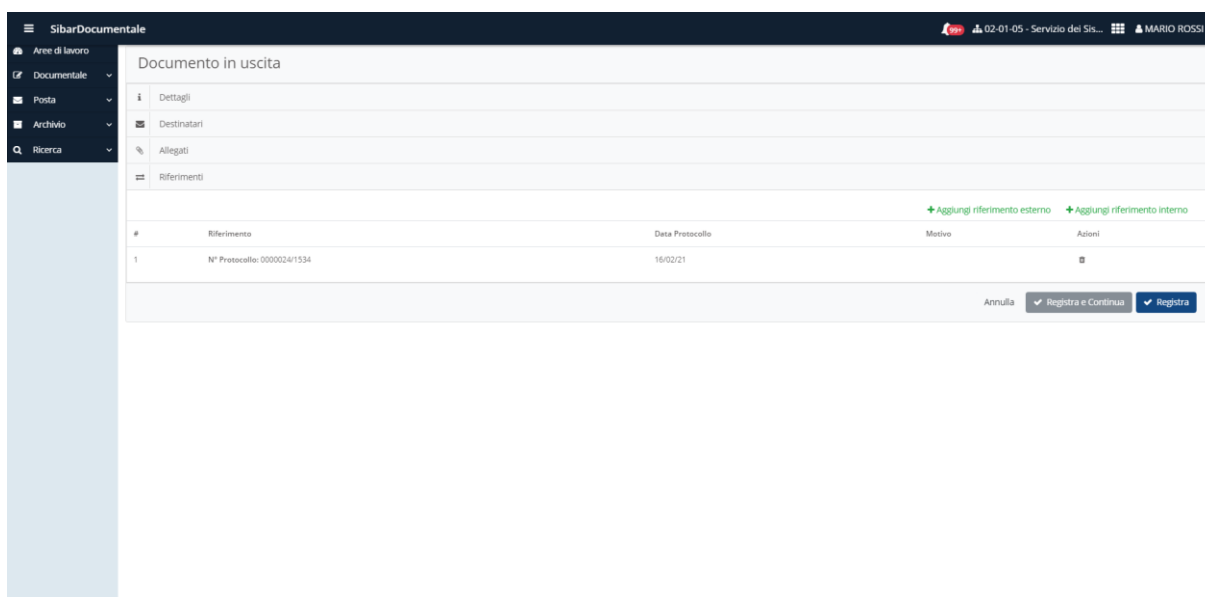 SibarDocumentale 99+ 02-01-05 - Servizio dei Sis... MARIO ROSSI
Aree di lavoro
Documentale
Posta
Archivio
Ricerca
Documento in uscita
Dettagli
Destinatari
Allegati
Riferimenti
Aggiungi riferimento esterno Aggiungi riferimento interno
# Riferimento Data Protocollo Motivo Azioni
1 N° Protocollo: 0000024/1534 16/02/21
Annulla Registra e Continua Registra